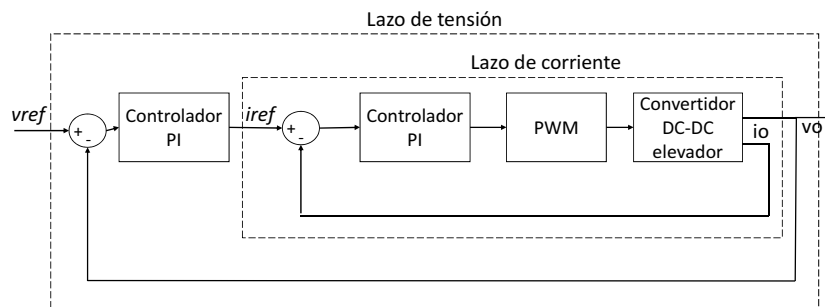 Lazo de tensión
Lazo de corriente
vref
+
-
Controlador
PI
iref
+
-
Controlador
PI
PWM
Convertidor
DC-DC
elevador
io
vo